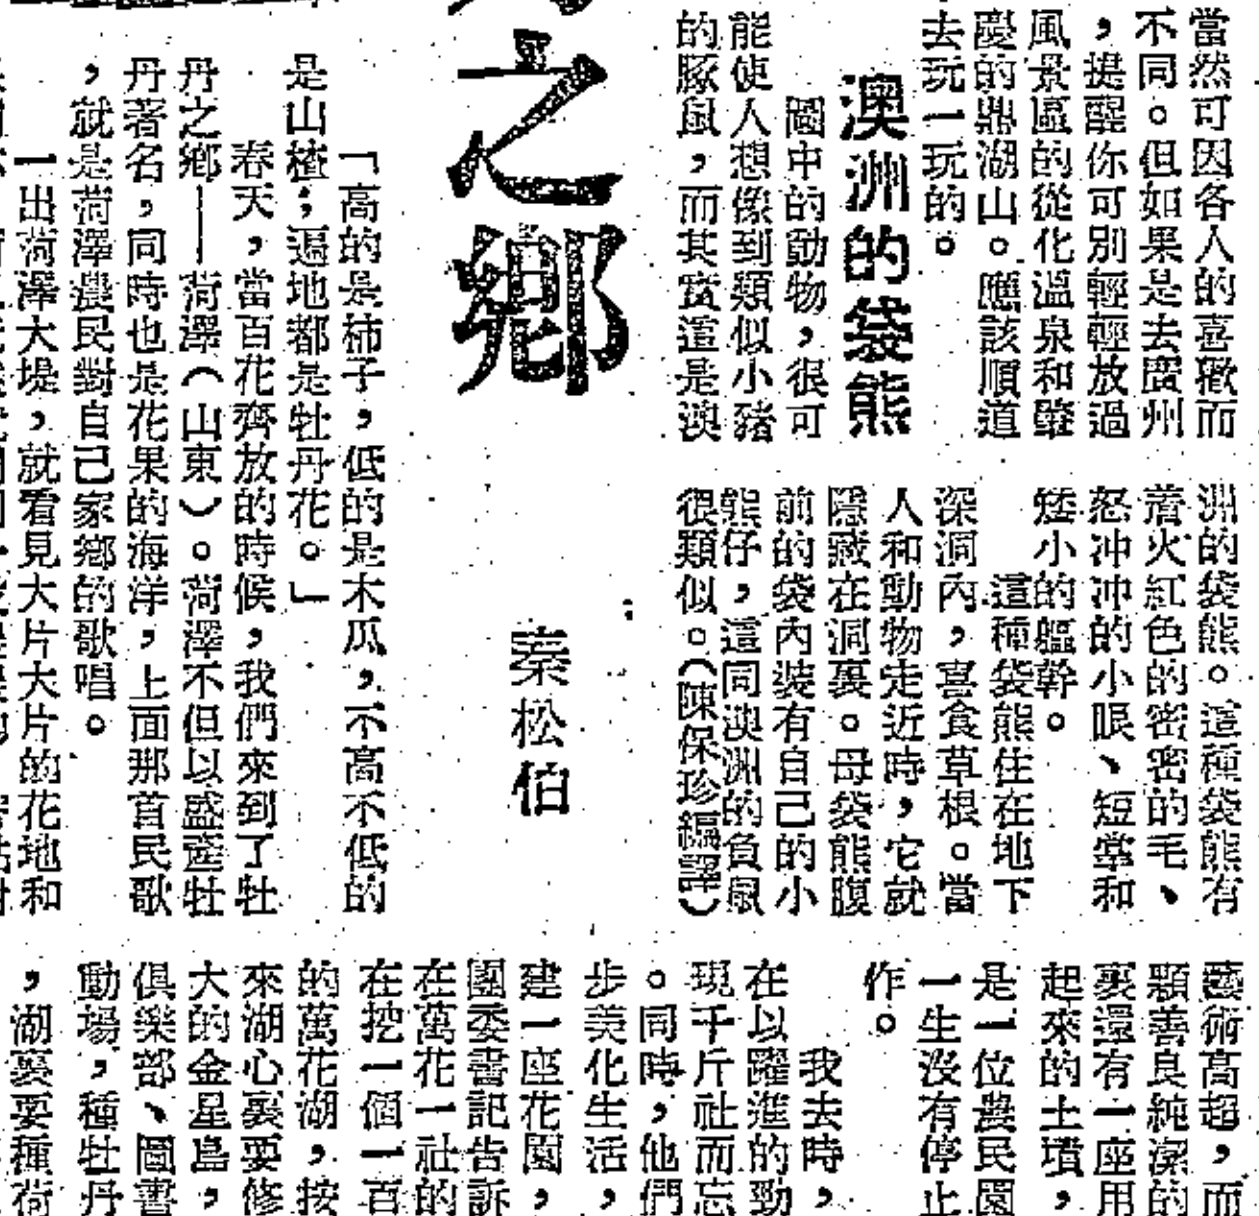 當然可因各人的喜歡而
不同。但如果是去廣州
，提醒你可別輕輕放過
風景區的從化溫泉和肇
慶的鼎湖山。應該順道
去玩一玩的。
澳洲的袋熊
圖中的動物，很可
能使人想像到類似小豬
的豚鼠，而其實這是澳
洲的袋熊。這種袋熊有
着火紅色的密密的毛、
怒冲冲的小眼、短掌和
矮小的軀幹。
這種袋熊住在地下
深洞內，喜食草根。當
人和動物走近時，它就
隱藏在洞裏。母袋熊腹
前的袋內裝有自己的小
熊仔，這同澳洲的負鼠
很類似。（陳保珍編譯）
之鄉
秦松伯
「高的是柿子，低的是木瓜，不高不低的
是山楂；遍地都是牡丹花。」
春天，當百花齊放的時候，我們來到了牡
丹之鄉——菏澤（山東）。菏澤不但以盛產牡
丹著名，同時也是花果的海洋，上面那首民歌
，就是菏澤農民對自己家鄉的歌唱。
一出菏澤大堤，就看見大片大片的花地和
藝術高超，而
顆善良純潔的
裏還有一座用
起來的土墳，
是一位農民園
一生沒有停止
作。
我去時，
在以躍進的勁
現千斤社而忘
。同時，他們
步美化生活，
建一座花園，
團委書記告訴
在萬花一社的
在挖一個一百
的萬花湖，按
來湖心要修
大的金星島，
俱樂部、圖書
動場，種牡丹
，湖裏要種荷